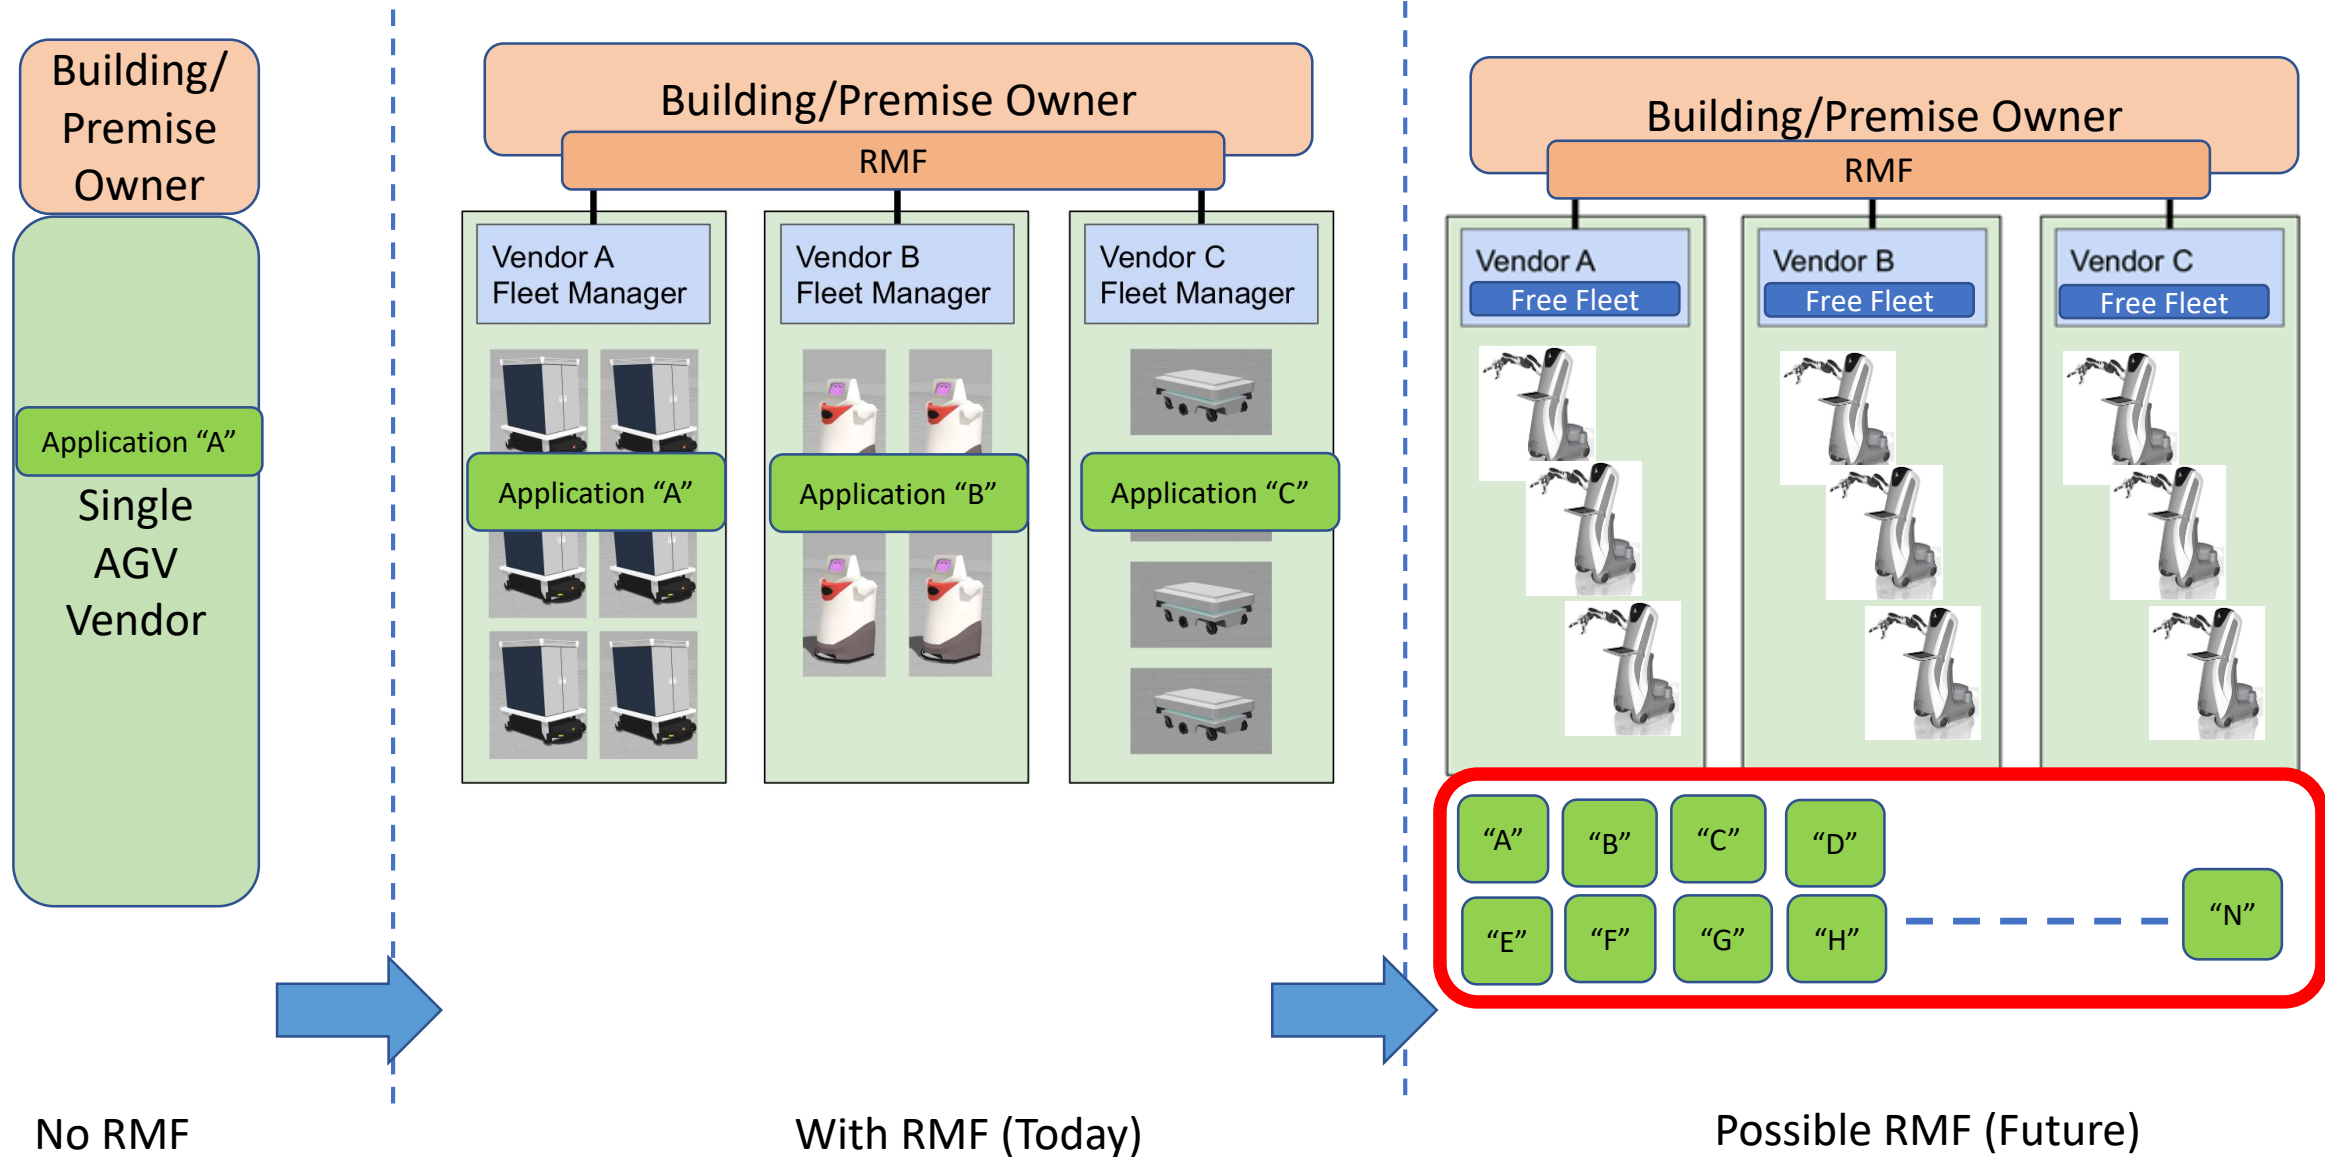 Building/
Premise
Owner
Application “A”
Single
AGV
Vendor
No RMF
Building/Premise Owner
RMF
Vendor A
Fleet Manager
Vendor B
Fleet Manager
Vendor C
Fleet Manager
Application “A”
Application “B”
Application “C”
With RMF (Today)
Building/Premise Owner
RMF
Vendor A
Free Fleet
Vendor B
Free Fleet
Vendor C
Free Fleet
“A”
“B”
“C”
“D”
“E”
“F”
“G”
“H”
“N”
Possible RMF (Future)